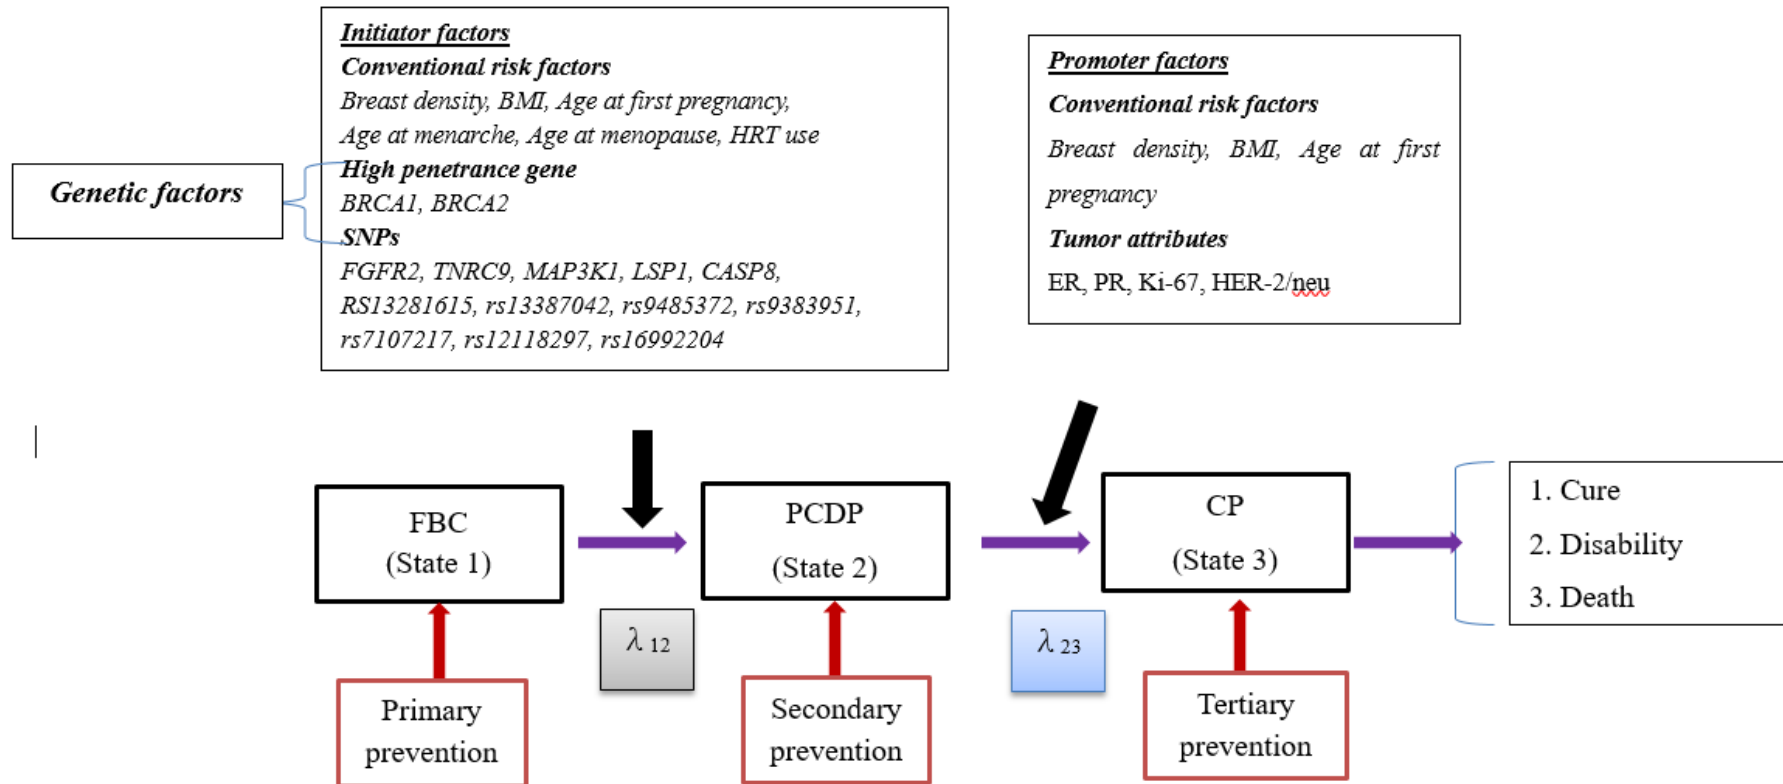 Initiator factors
Conventional risk factors
Breast density, BMI, Age at first pregnancy,
Age at menarche, Age at menopause, HRT use
High penetrance gene
BRCA1, BRCA2
SNPs
FGFR2, TNRC9, MAP3K1, LSP1, CASP8,
RS13281615, rs13387042, rs9485372, rs9383951,
rs7107217, rs12118297, rs16992204
Genetic factors
Promoter factors
Conventional risk factors
Breast density, BMI, Age at first
pregnancy
Tumor attributes
ER, PR, Ki-67, HER-2/neu
FBC
(State 1)
PCDP
(State 2)
CP
(State 3)
1. Cure
2. Disability
3. Death
λ 12
λ 23
Primary
prevention
Secondary
prevention
Tertiary
prevention